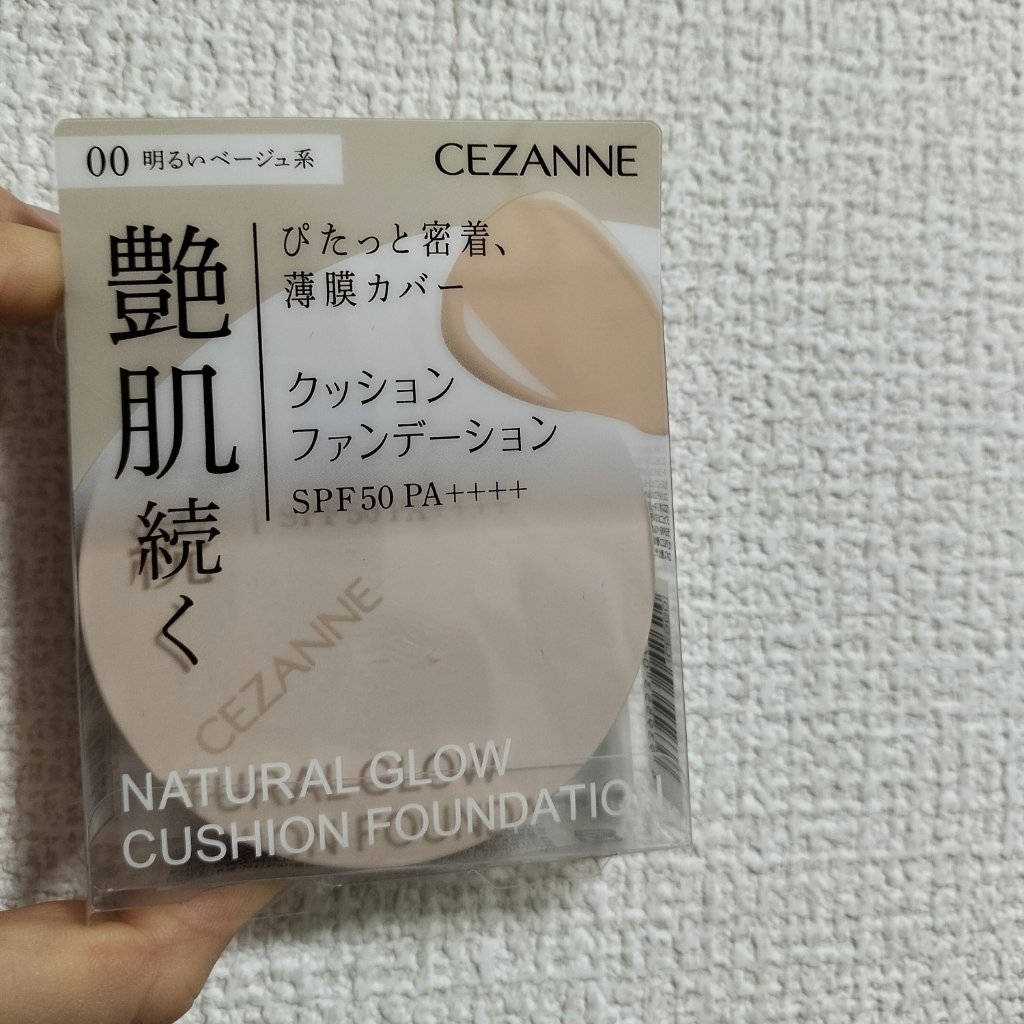 00 明るいベージュ系
CEZANNE
艶肌続く
ぴたっと密着、
薄膜カバー
クッション
ファンデーション
SPF50 PA++++
CEZANNE
NATURAL GLOW
CUSHION FOUNDATION